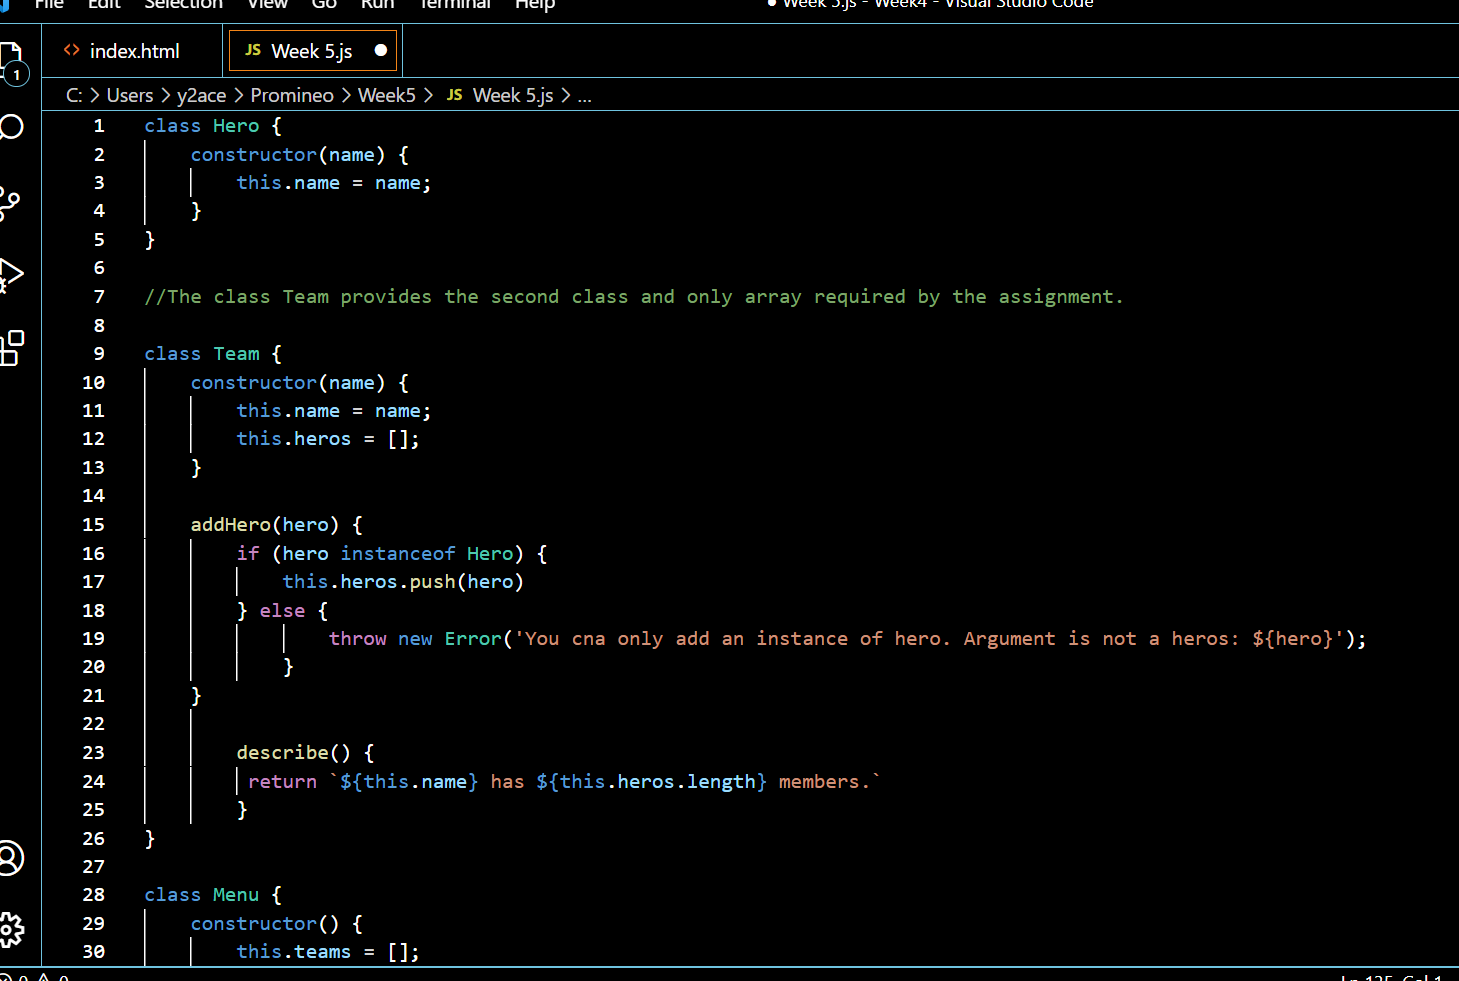 File Edit Selection View Go Run Terminal Help ● Week 5.js - Week4 - Visual Studio Code
<> index.html JS Week 5.js ●
1
C: > Users > y2ace > Promineo > Week5 > JS Week 5.js > ...
1 class Hero {
2 constructor(name) {
3 this.name = name;
4 }
5 }
6
7 //The class Team provides the second class and only array required by the assignment.
8
9 class Team {
10 constructor(name) {
11 this.name = name;
12 this.heros = [];
13 }
14
15 addHero(hero) {
16 if (hero instanceof Hero) {
17 this.heros.push(hero)
18 } else {
19 throw new Error('You cna only add an instance of hero. Argument is not a heros: ${hero}');
20 }
21 }
22
23 describe() {
24 return `${this.name} has ${this.heros.length} members.`
25 }
26 }
27
28 class Menu {
29 constructor() {
30 this.teams = [];
0 0 Ln 135, Col 1